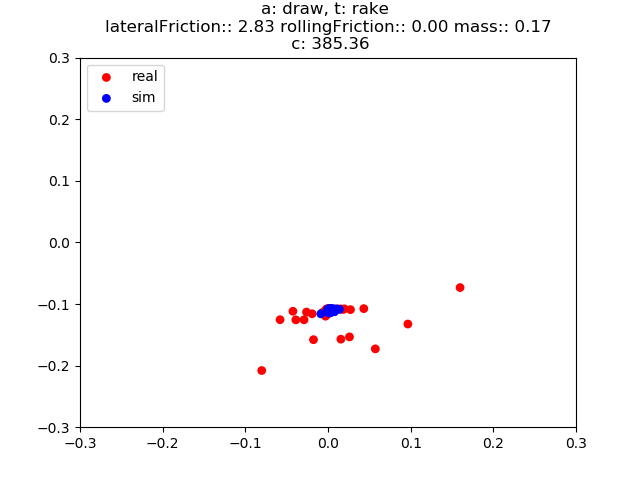 a: draw, t: rake
lateralFriction:: 2.83 rollingFriction:: 0.00 mass:: 0.17
c: 385.36
real
sim
0.3
0.2
0.1
0.0
−0.1
−0.2
−0.3
−0.3
−0.2
−0.1
0.0
0.1
0.2
0.3